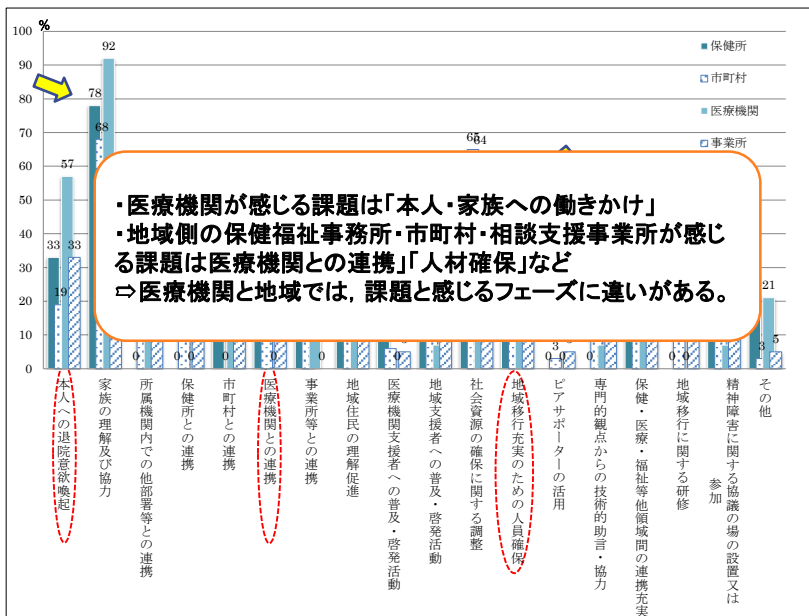 %
100
90
80
70
60
50
40
30
20
10
0
保健所
市町村
医療機関
事業所
33
19
57
33
78
68
92
65
64
0
0
0
0
0
0
0
3
0
0
0
0
0
21
3
5
・医療機関が感じる課題は「本人・家族への働きかけ」
・地域側の保健福祉事務所・市町村・相談支援事業所が感じ
る課題は医療機関との連携」「人材確保」など
⇨医療機関と地域では，課題と感じるフェーズに違いがある。
本人への退院意欲喚起
家族の理解及び協力
所属機関内での他部署等との連携
保健所との連携
市町村との連携
医療機関との連携
事業所等との連携
地域住民の理解促進
医療機関支援者への普及・啓発活動
地域支援者への普及・啓発活動
社会資源の確保に関する調整
地域移行充実のための人員確保
ピアサポーターの活用
専門的観点からの技術的助言・協力
保健・医療・福祉等他領域間の連携充実
地域移行に関する研修
精神障害に関する協議の場の設置又は
参加
その他